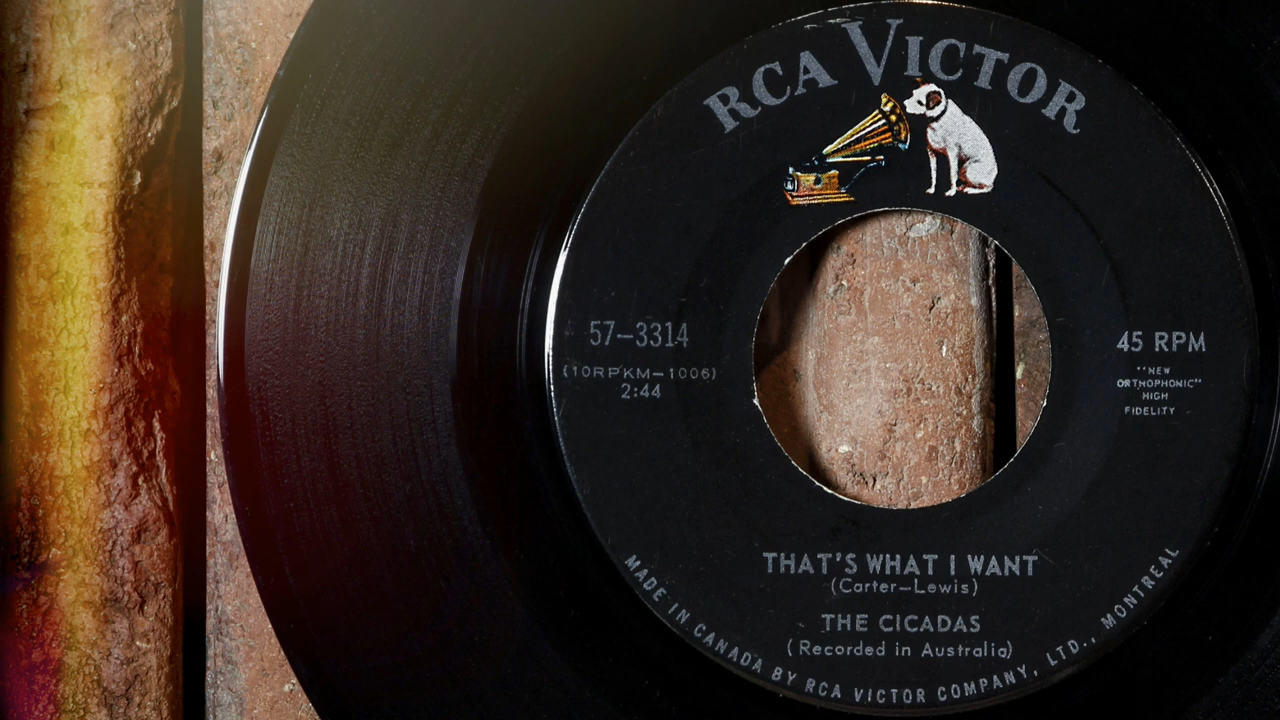 RCA VICTOR
57-3314
(10RPKM-1006)
2:44
45 RPM
"NEW
ORTHOPHONIC"
HIGH
FIDELITY
THAT'S WHAT I WANT
(Carter-Lewis)
THE CICADAS
(Recorded in Australia)
MADE IN CANADA BY RCA VICTOR COMPANY, LTD., MONTREAL